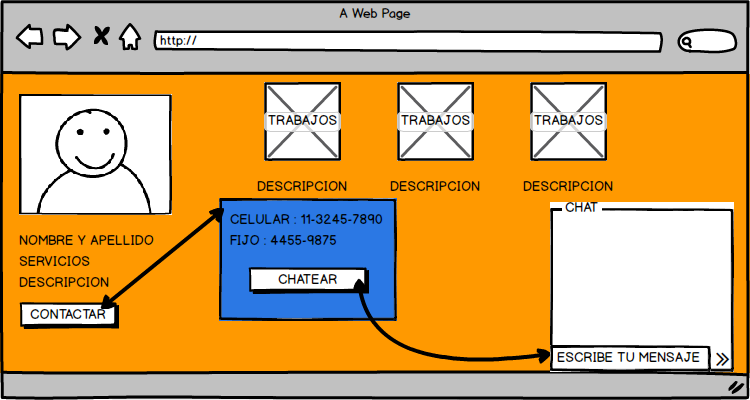 A Web Page
http://
TRABAJOS
TRABAJOS
TRABAJOS
DESCRIPCION
DESCRIPCION
DESCRIPCION
NOMBRE Y APELLIDO
SERVICIOS
DESCRIPCION
CONTACTAR
CELULAR : 11-3245-7890
FIJO : 4455-9875
CHATEAR
CHAT
ESCRIBE TU MENSAJE